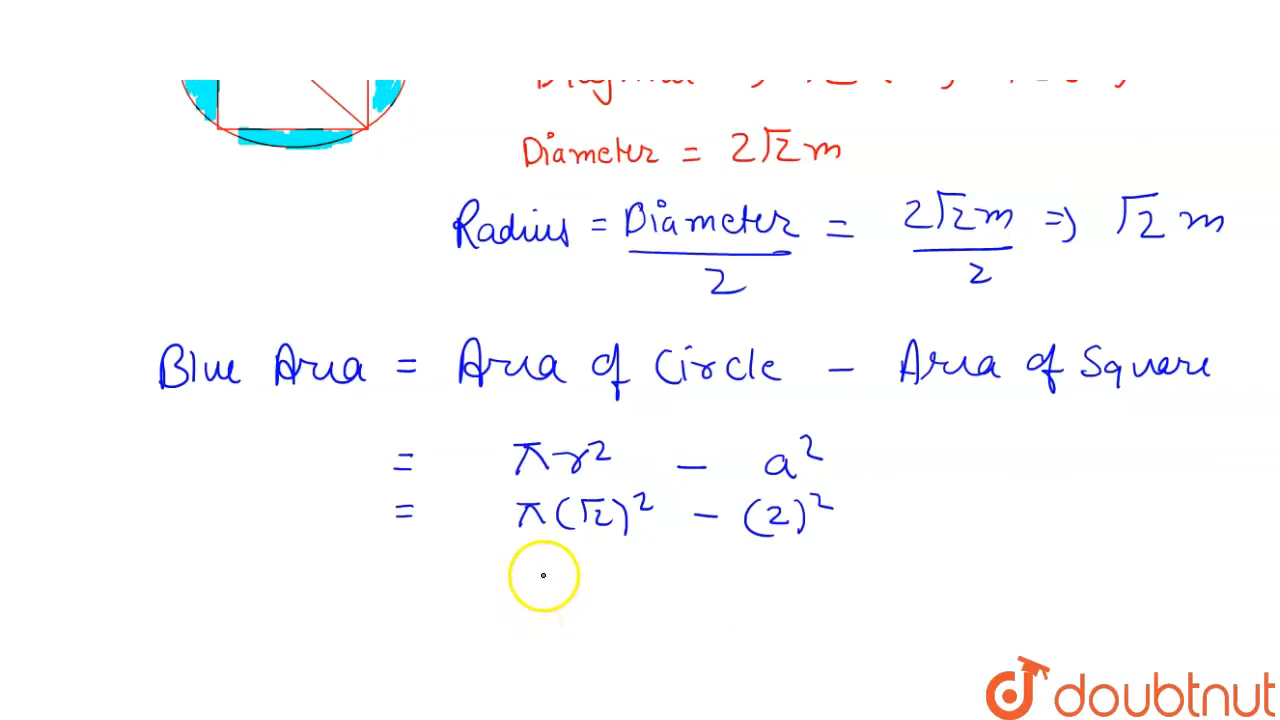 Diameter = 2√2 m
Radius = Diameter/2 = 2√2 m/2 ⇒ √2 m
Blue Area = Area of Circle - Area of Square
= πr² - a²
= π(√2)² - (2)²
doubtnut